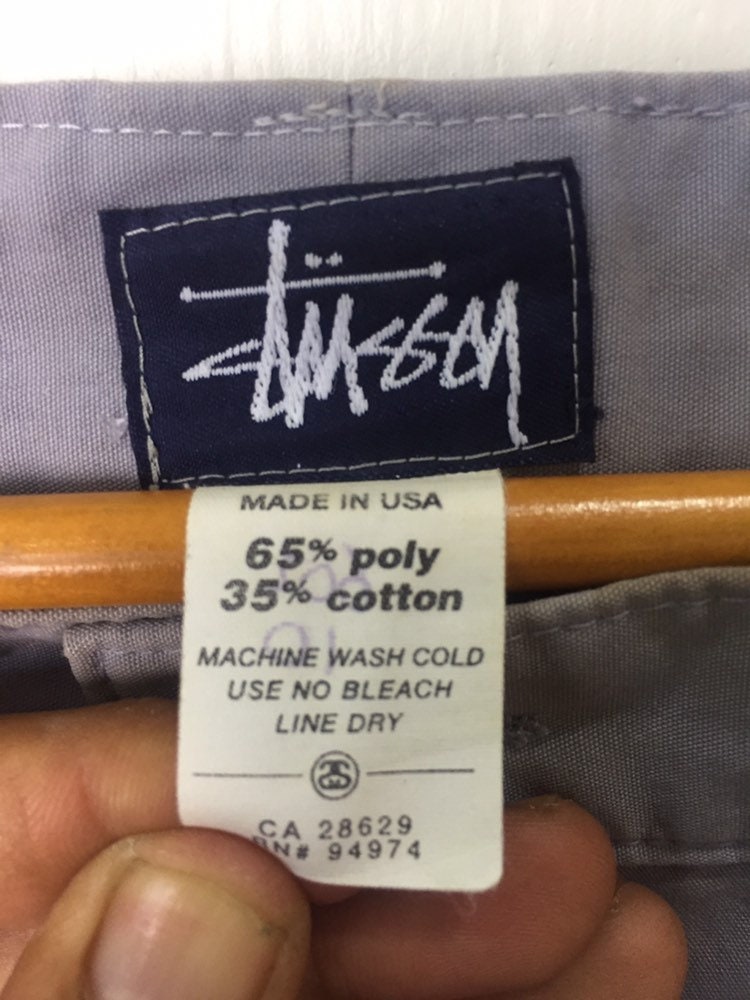 stüssy
MADE IN USA
65% poly
35% cotton
MACHINE WASH COLD
USE NO BLEACH
LINE DRY
CA 28629
RN# 94974